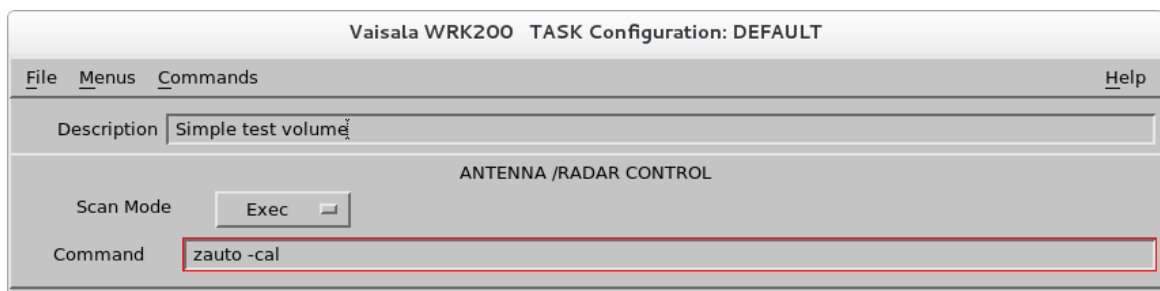 Vaisala WRK200 TASK Configuration: DEFAULT
File Menus Commands Help
Description Simple test volume
ANTENNA /RADAR CONTROL
Scan Mode Exec
Command zauto -cal